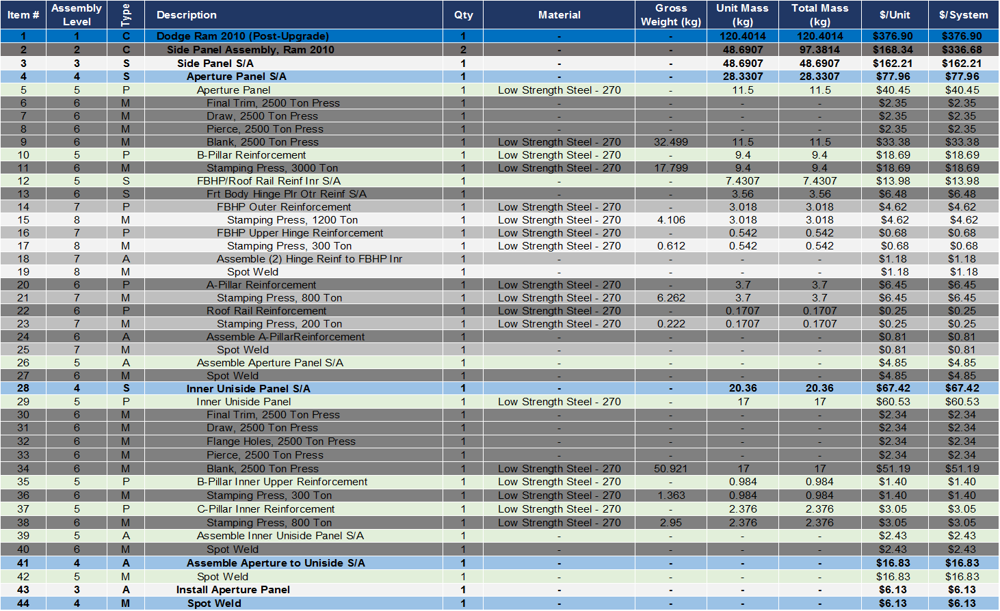 Item # Assembly Level Type Description Qty Material Gross Weight (kg) Unit Mass (kg) Total Mass (kg) $/Unit $/System
1 1 C Dodge Ram 2010 (Post-Upgrade) 1 - - 120.4014 120.4014 $376.90 $376.90
2 2 C Side Panel Assembly, Ram 2010 2 - - 48.6907 97.3814 $168.34 $336.68
3 3 S Side Panel S/A 1 - - 48.6907 48.6907 $162.21 $162.21
4 4 S Aperture Panel S/A 1 - - 28.3307 28.3307 $77.96 $77.96
5 5 P Aperture Panel 1 Low Strength Steel - 270 - 11.5 11.5 $40.45 $40.45
6 6 M Final Trim, 2500 Ton Press 1 - - - - $2.35 $2.35
7 6 M Draw, 2500 Ton Press 1 - - - - $2.35 $2.35
8 6 M Pierce, 2500 Ton Press 1 - - - - $2.35 $2.35
9 6 M Blank, 2500 Ton Press 1 Low Strength Steel - 270 32.499 11.5 11.5 $33.38 $33.38
10 5 P B-Pillar Reinforcement 1 Low Strength Steel - 270 - 9.4 9.4 $18.69 $18.69
11 6 M Stamping Press, 3000 Ton 1 Low Strength Steel - 270 17.799 9.4 9.4 $18.69 $18.69
12 5 S FBHP/Roof Rail Reinf Inr S/A 1 - - 7.4307 7.4307 $13.98 $13.98
13 6 S Frt Body Hinge Plr Otr Reinf S/A 1 - - 3.56 3.56 $6.48 $6.48
14 7 P FBHP Outer Reinforcement 1 Low Strength Steel - 270 - 3.018 3.018 $4.62 $4.62
15 8 M Stamping Press, 1200 Ton 1 Low Strength Steel - 270 4.106 3.018 3.018 $4.62 $4.62
16 7 P FBHP Upper Hinge Reinforcement 1 Low Strength Steel - 270 - 0.542 0.542 $0.68 $0.68
17 8 M Stamping Press, 300 Ton 1 Low Strength Steel - 270 0.612 0.542 0.542 $0.68 $0.68
18 7 A Assemble (2) Hinge Reinf to FBHP Inr 1 - - - - $1.18 $1.18
19 8 M Spot Weld 1 - - - - $1.18 $1.18
20 6 P A-Pillar Reinforcement 1 Low Strength Steel - 270 - 3.7 3.7 $6.45 $6.45
21 7 M Stamping Press, 800 Ton 1 Low Strength Steel - 270 6.262 3.7 3.7 $6.45 $6.45
22 6 P Roof Rail Reinforcement 1 Low Strength Steel - 270 - 0.1707 0.1707 $0.25 $0.25
23 7 M Stamping Press, 200 Ton 1 Low Strength Steel - 270 0.222 0.1707 0.1707 $0.25 $0.25
24 6 A Assemble A-PillarReinforcement 1 - - - - $0.81 $0.81
25 7 M Spot Weld 1 - - - - $0.81 $0.81
26 5 A Assemble Aperture Panel S/A 1 - - - - $4.85 $4.85
27 6 M Spot Weld 1 - - - - $4.85 $4.85
28 4 S Inner Uniside Panel S/A 1 - - 20.36 20.36 $67.42 $67.42
29 5 P Inner Uniside Panel 1 Low Strength Steel - 270 - 17 17 $60.53 $60.53
30 6 M Final Trim, 2500 Ton Press 1 - - - - $2.34 $2.34
31 6 M Draw, 2500 Ton Press 1 - - - - $2.34 $2.34
32 6 M Flange Holes, 2500 Ton Press 1 - - - - $2.34 $2.34
33 6 M Pierce, 2500 Ton Press 1 - - - - $2.34 $2.34
34 6 M Blank, 2500 Ton Press 1 Low Strength Steel - 270 50.921 17 17 $51.19 $51.19
35 5 P B-Pillar Inner Upper Reinforcement 1 Low Strength Steel - 270 - 0.984 0.984 $1.40 $1.40
36 6 M Stamping Press, 300 Ton 1 Low Strength Steel - 270 1.363 0.984 0.984 $1.40 $1.40
37 5 P C-Pillar Inner Reinforcement 1 Low Strength Steel - 270 - 2.376 2.376 $3.05 $3.05
38 6 M Stamping Press, 800 Ton 1 Low Strength Steel - 270 2.95 2.376 2.376 $3.05 $3.05
39 5 A Assemble Inner Uniside Panel S/A 1 - - - - $2.43 $2.43
40 6 M Spot Weld 1 - - - - $2.43 $2.43
41 4 A Assemble Aperture to Uniside S/A 1 - - - - $16.83 $16.83
42 5 M Spot Weld 1 - - - - $16.83 $16.83
43 3 A Install Aperture Panel 1 - - - - $6.13 $6.13
44 4 M Spot Weld 1 - - - - $6.13 $6.13